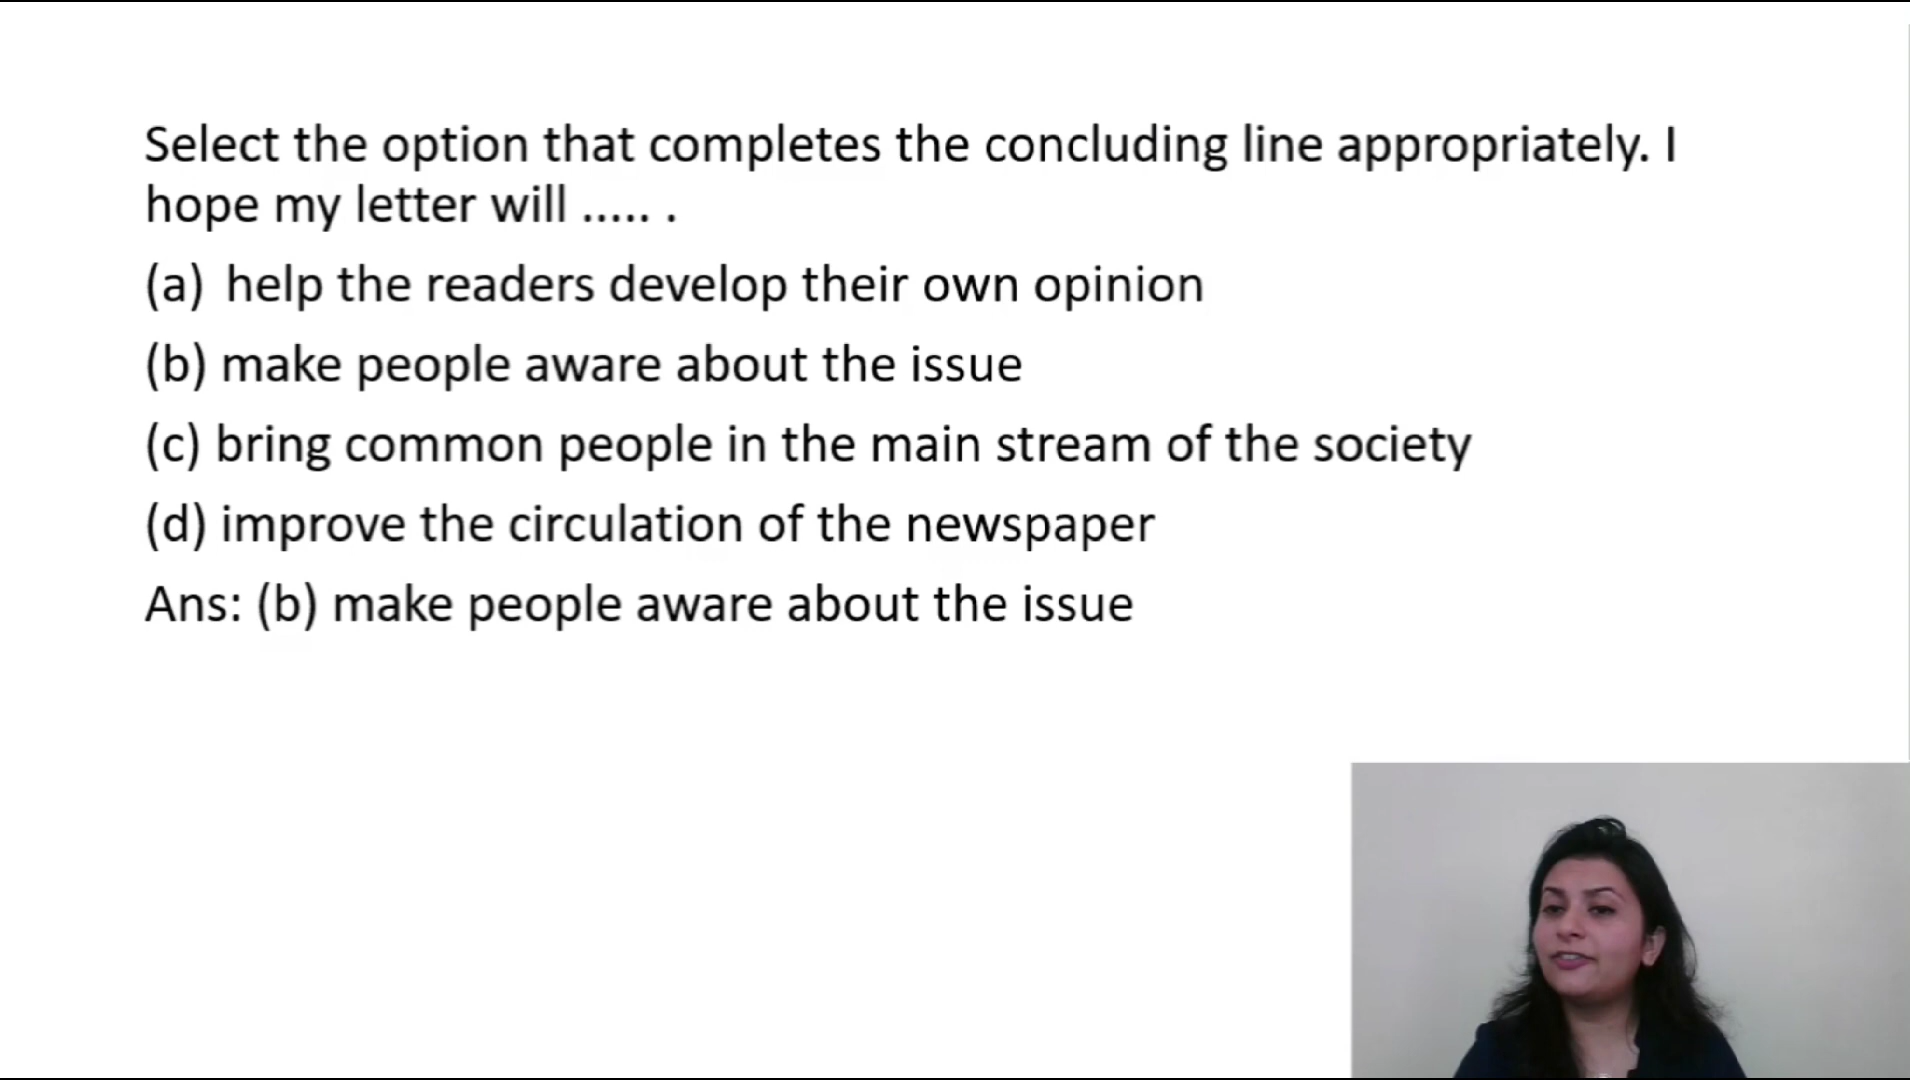 Select the option that completes the concluding line appropriately. I
hope my letter will ..... .
(a) help the readers develop their own opinion
(b) make people aware about the issue
(c) bring common people in the main stream of the society
(d) improve the circulation of the newspaper
Ans: (b) make people aware about the issue